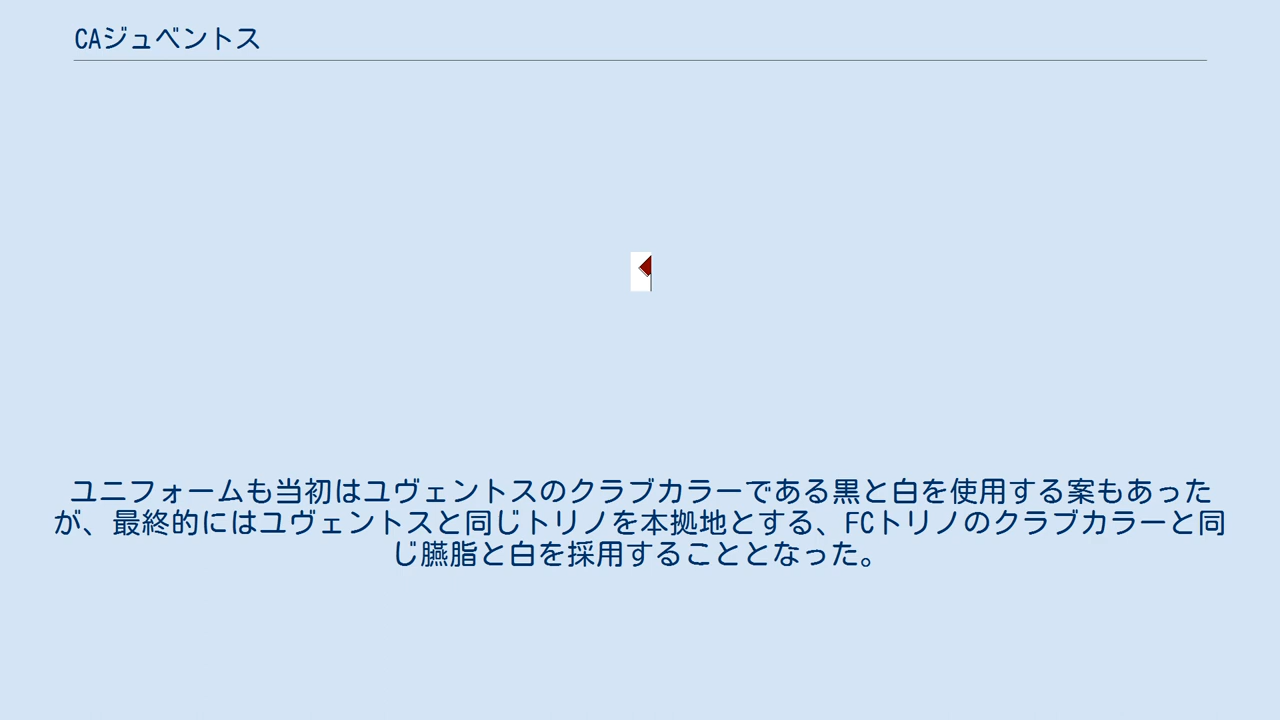 CAジュベントス
ユニフォームも当初はユヴェントスのクラブカラーである黒と白を使用する案もあった
が、最終的にはユヴェントスと同じトリノを本拠地とする、FCトリノのクラブカラーと同
じ臙脂と白を採用することとなった。